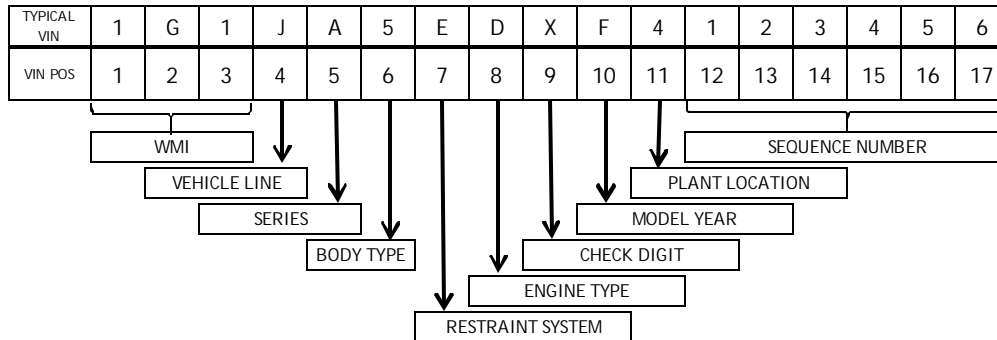 TYPICAL VIN 1 G 1 J A 5 E D X F 4 1 2 3 4 5 6
VIN POS 1 2 3 4 5 6 7 8 9 10 11 12 13 14 15 16 17
WMI SEQUENCE NUMBER
VEHICLE LINE PLANT LOCATION
SERIES MODEL YEAR
BODY TYPE CHECK DIGIT
ENGINE TYPE
RESTRAINT SYSTEM